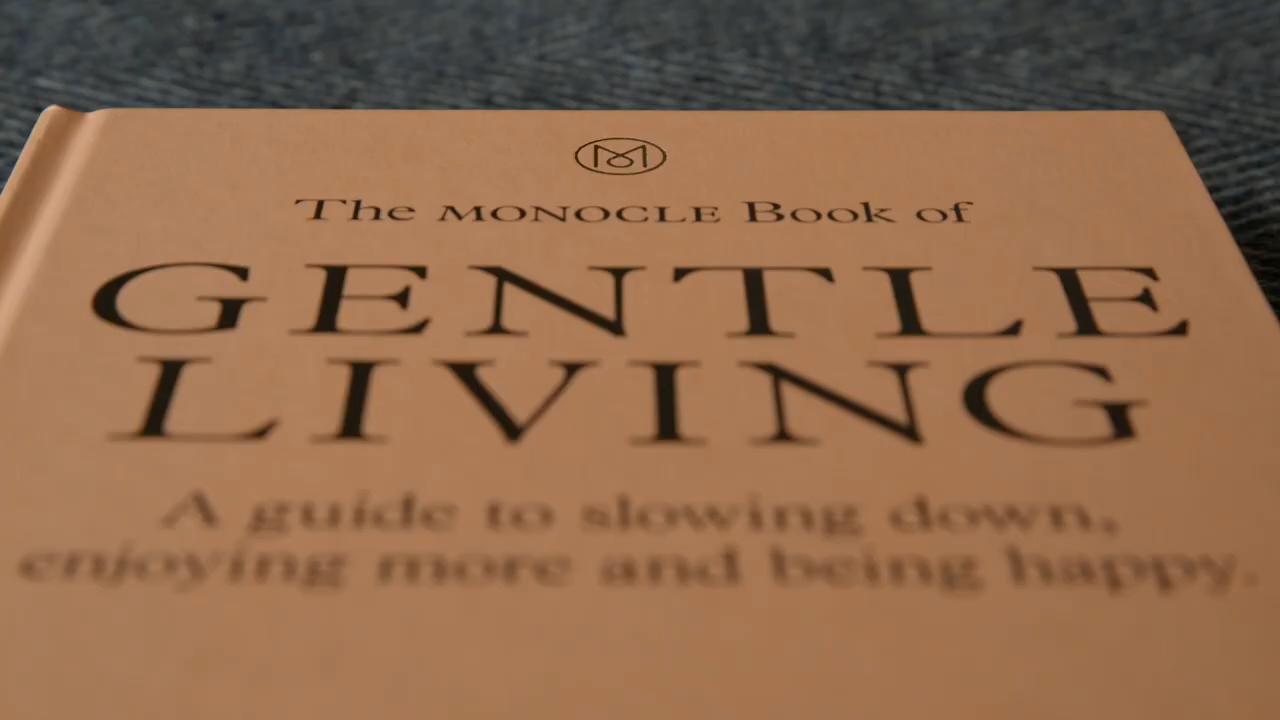 The MONOCLE Book of
GENTLE
LIVING
A guide to slowing down,
enjoying more and being happy.